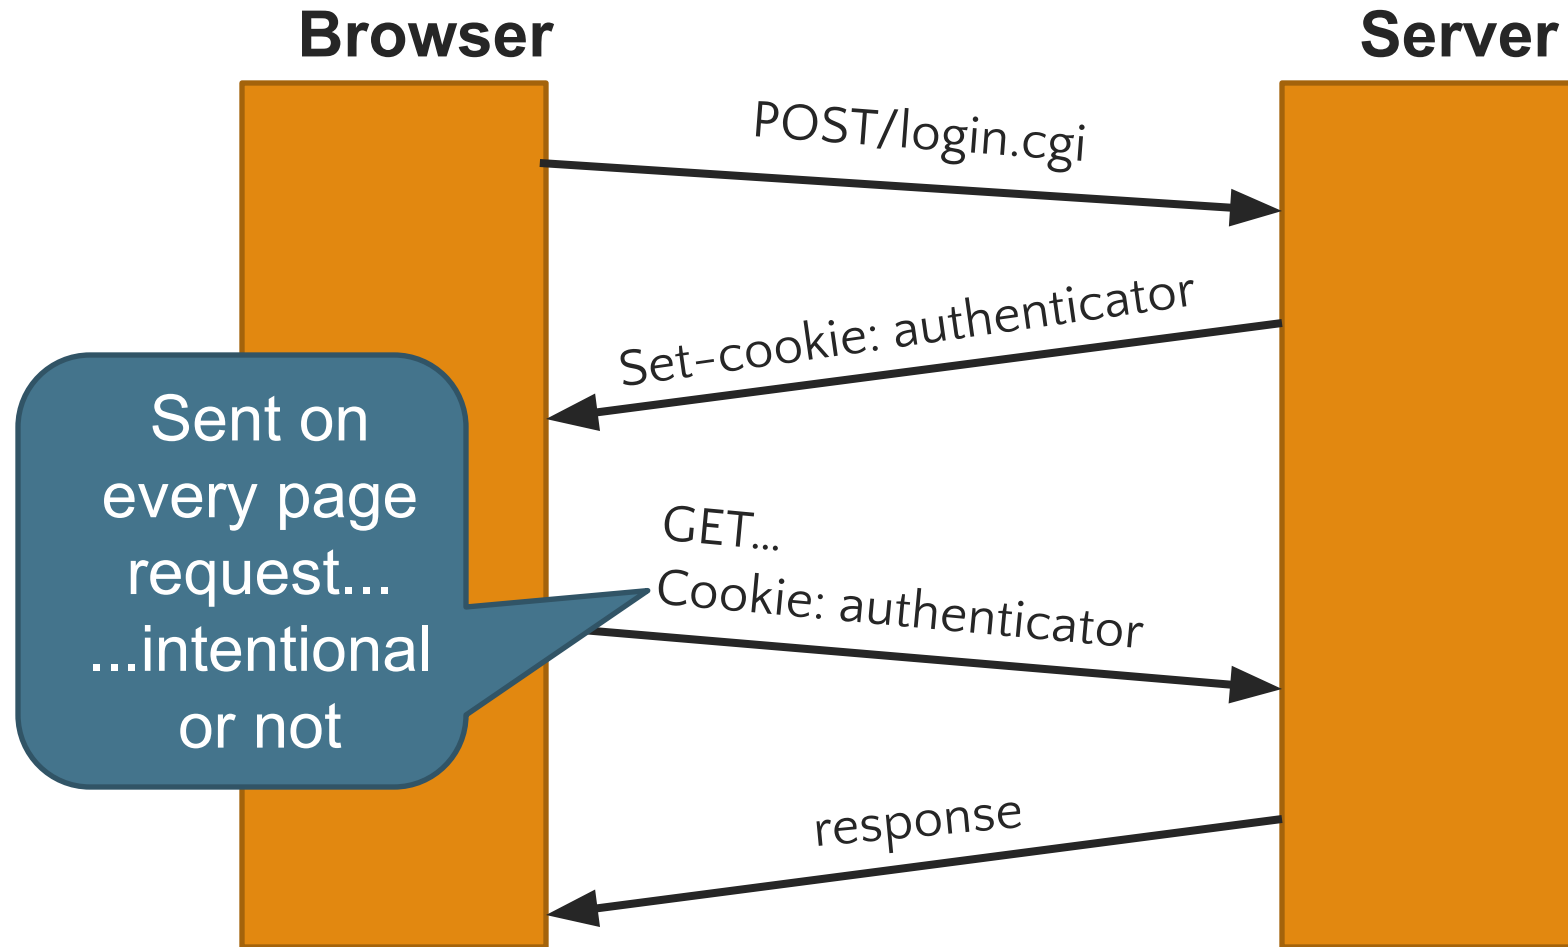 Browser
Server
POST/login.cgi
Set-cookie: authenticator
Sent on
every page
request...
...intentional
or not
GET...
Cookie: authenticator
response